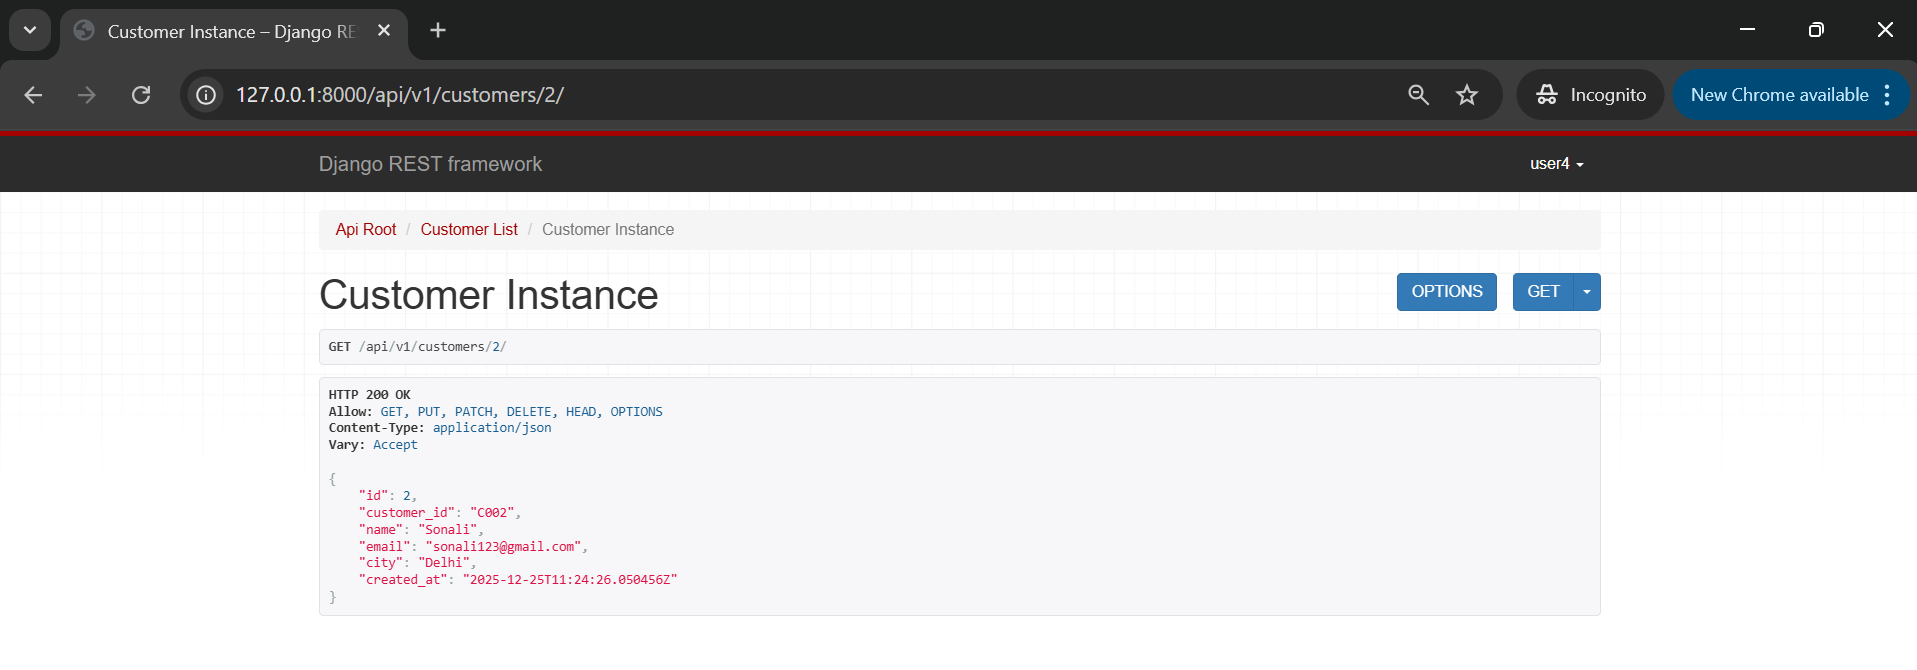 Customer Instance – Django RE
127.0.0.1:8000/api/v1/customers/2/
Incognito
New Chrome available
Django REST framework
user4
Api Root / Customer List / Customer Instance
Customer Instance
OPTIONS
GET
GET /api/v1/customers/2/
HTTP 200 OK
Allow: GET, PUT, PATCH, DELETE, HEAD, OPTIONS
Content-Type: application/json
Vary: Accept
{
    "id": 2,
    "customer_id": "C002",
    "name": "Sonali",
    "email": "sonali123@gmail.com",
    "city": "Delhi",
    "created_at": "2025-12-25T11:24:26.050456Z"
}